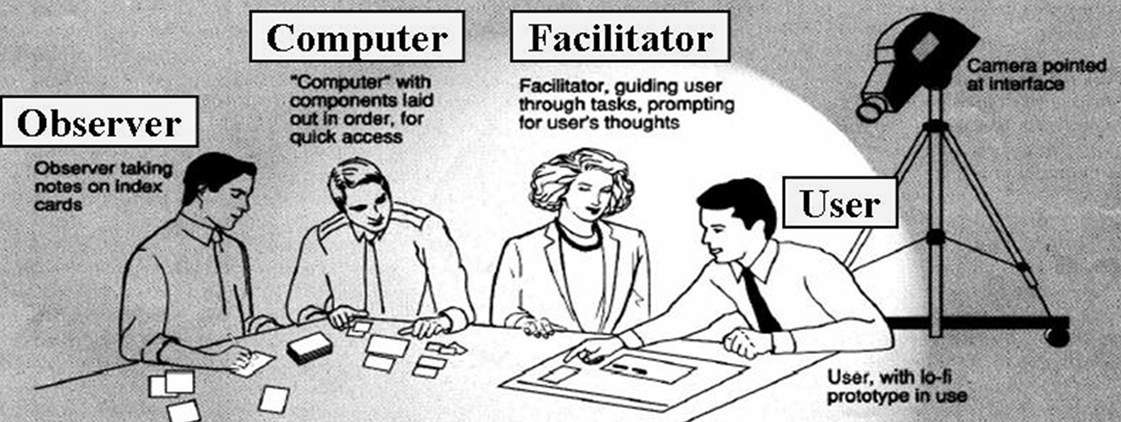 Observer
Observer taking
notes on index
cards
Computer
"Computer" with
components laid
out in order, for
quick access
Facilitator
Facilitator, guiding user
through tasks, prompting
for user's thoughts
User
Camera pointed
at interface
User, with lo-fi
prototype in use